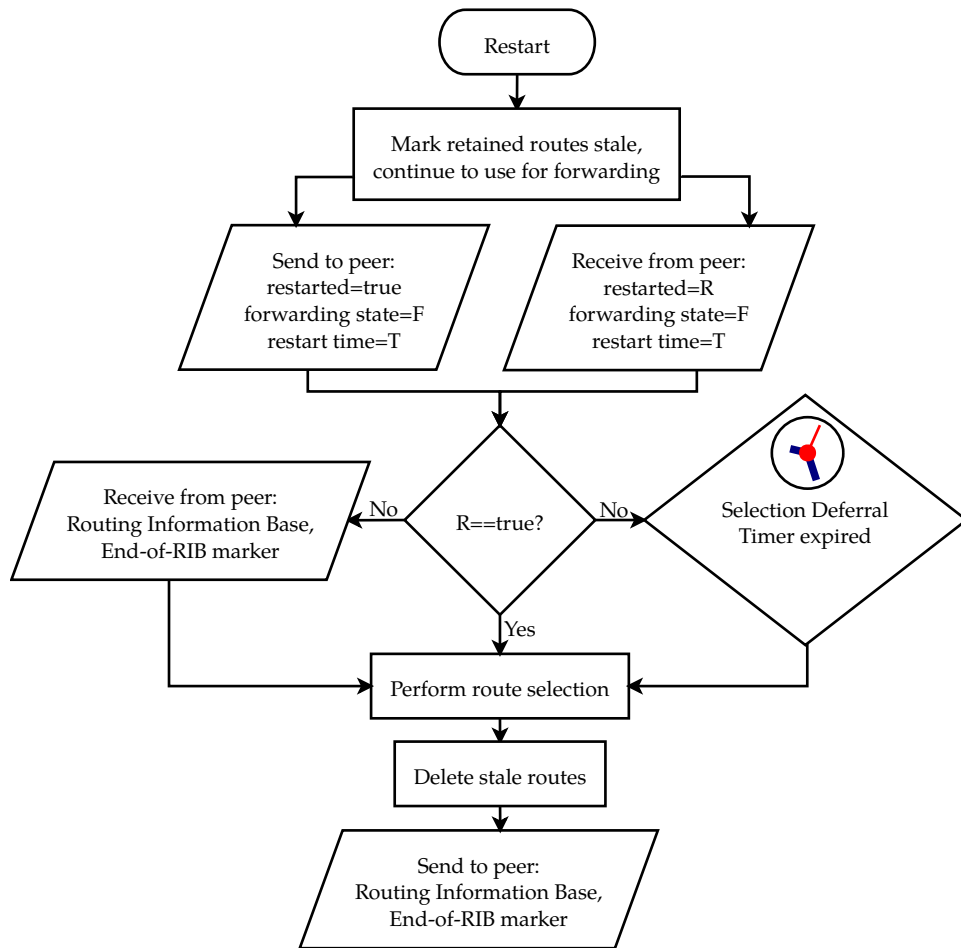 Restart
Mark retained routes stale,
continue to use for forwarding
Send to peer:
restarted=true
forwarding state=F
restart time=T
Receive from peer:
restarted=R
forwarding state=F
restart time=T
Receive from peer:
Routing Information Base,
End-of-RIB marker
No
R==true?
No
Selection Deferral
Timer expired
Yes
Perform route selection
Delete stale routes
Send to peer:
Routing Information Base,
End-of-RIB marker